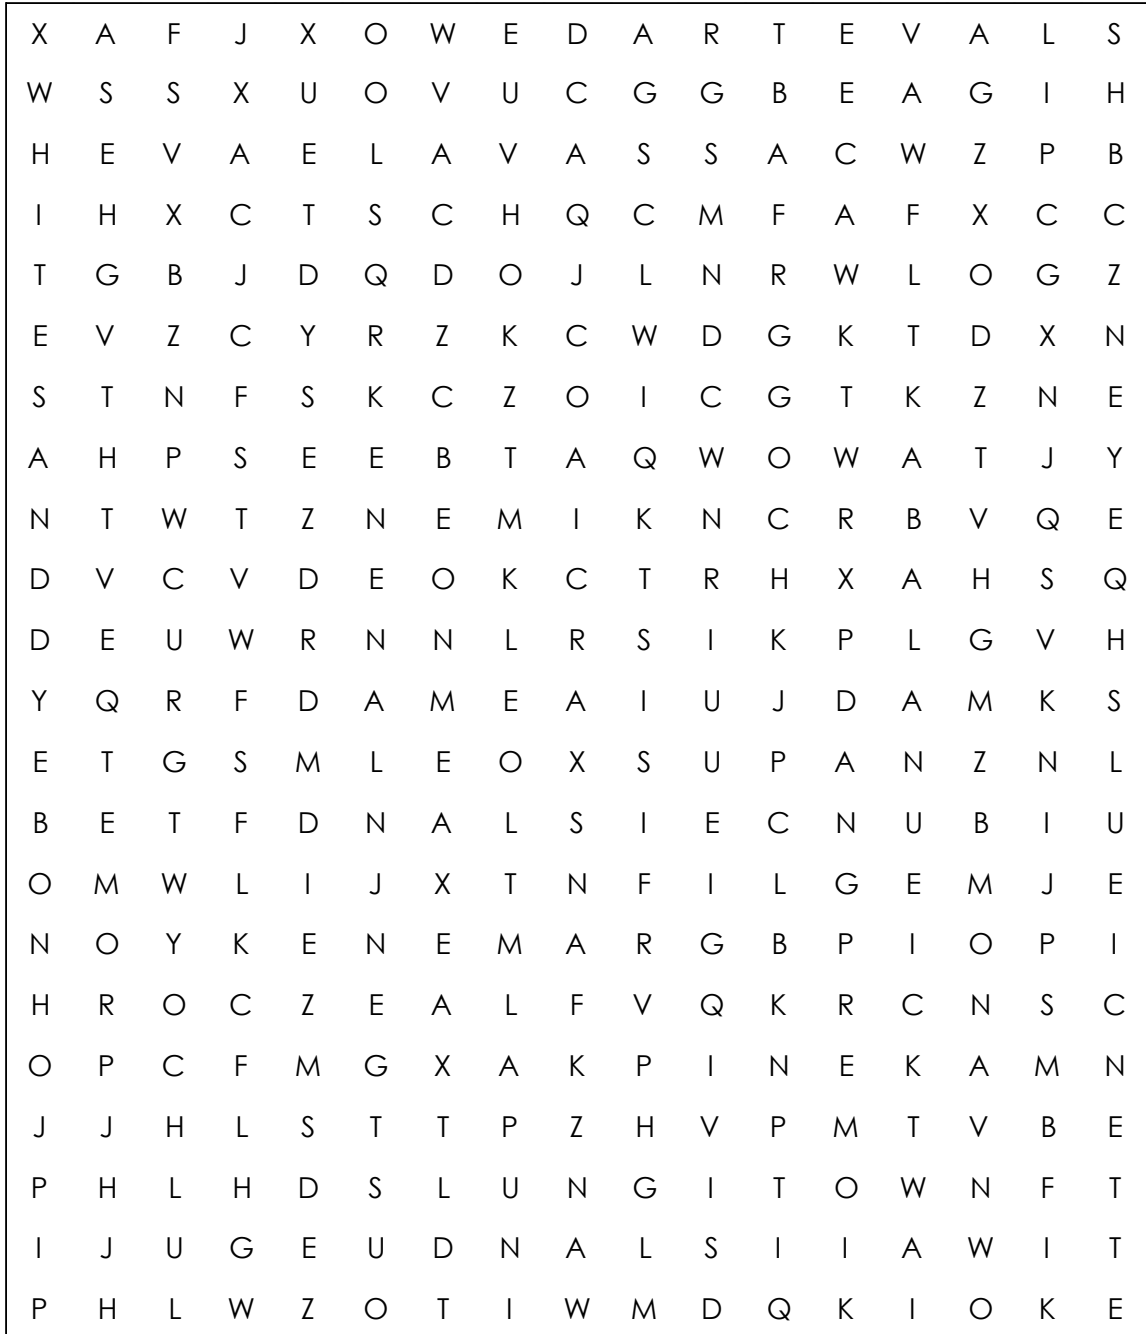 X A F J X O W E D A R T E V A L S
W S S X U O V U C G G B E A G I H
H E V A E L A V A S S A C W Z P B
I H X C T S C H Q C M F A F X C C
T G B J D Q D O J L N R W L O G Z
E V Z C Y R Z K C W D G K T D X N
S T N F S K C Z O I C G T K Z N E
A H P S E E B T A Q W O W A T J Y
N T W T Z N E M I K N C R B V Q E
D V C V D E O K C T R H X A H S Q
D E U W R N N L R S I K P L G V H
Y Q R F D A M E A I U J D A M K S
E T G S M L E O X S U P A N Z N L
B E T F D N A L S I E C N U B I U
O M W L I J X T N F I L G E M J E
N O Y K E N E M A R G B P I O P I
H R O C Z E A L F V Q K R C N S C
O P C F M G X A K P I N E K A M N
J J H L S T T P Z H V P M T V B E
P H L H D S L U N G I T O W N F T
I J U G E U D N A L S I I A W I T
P H L W Z O T I W M D Q K I O K E